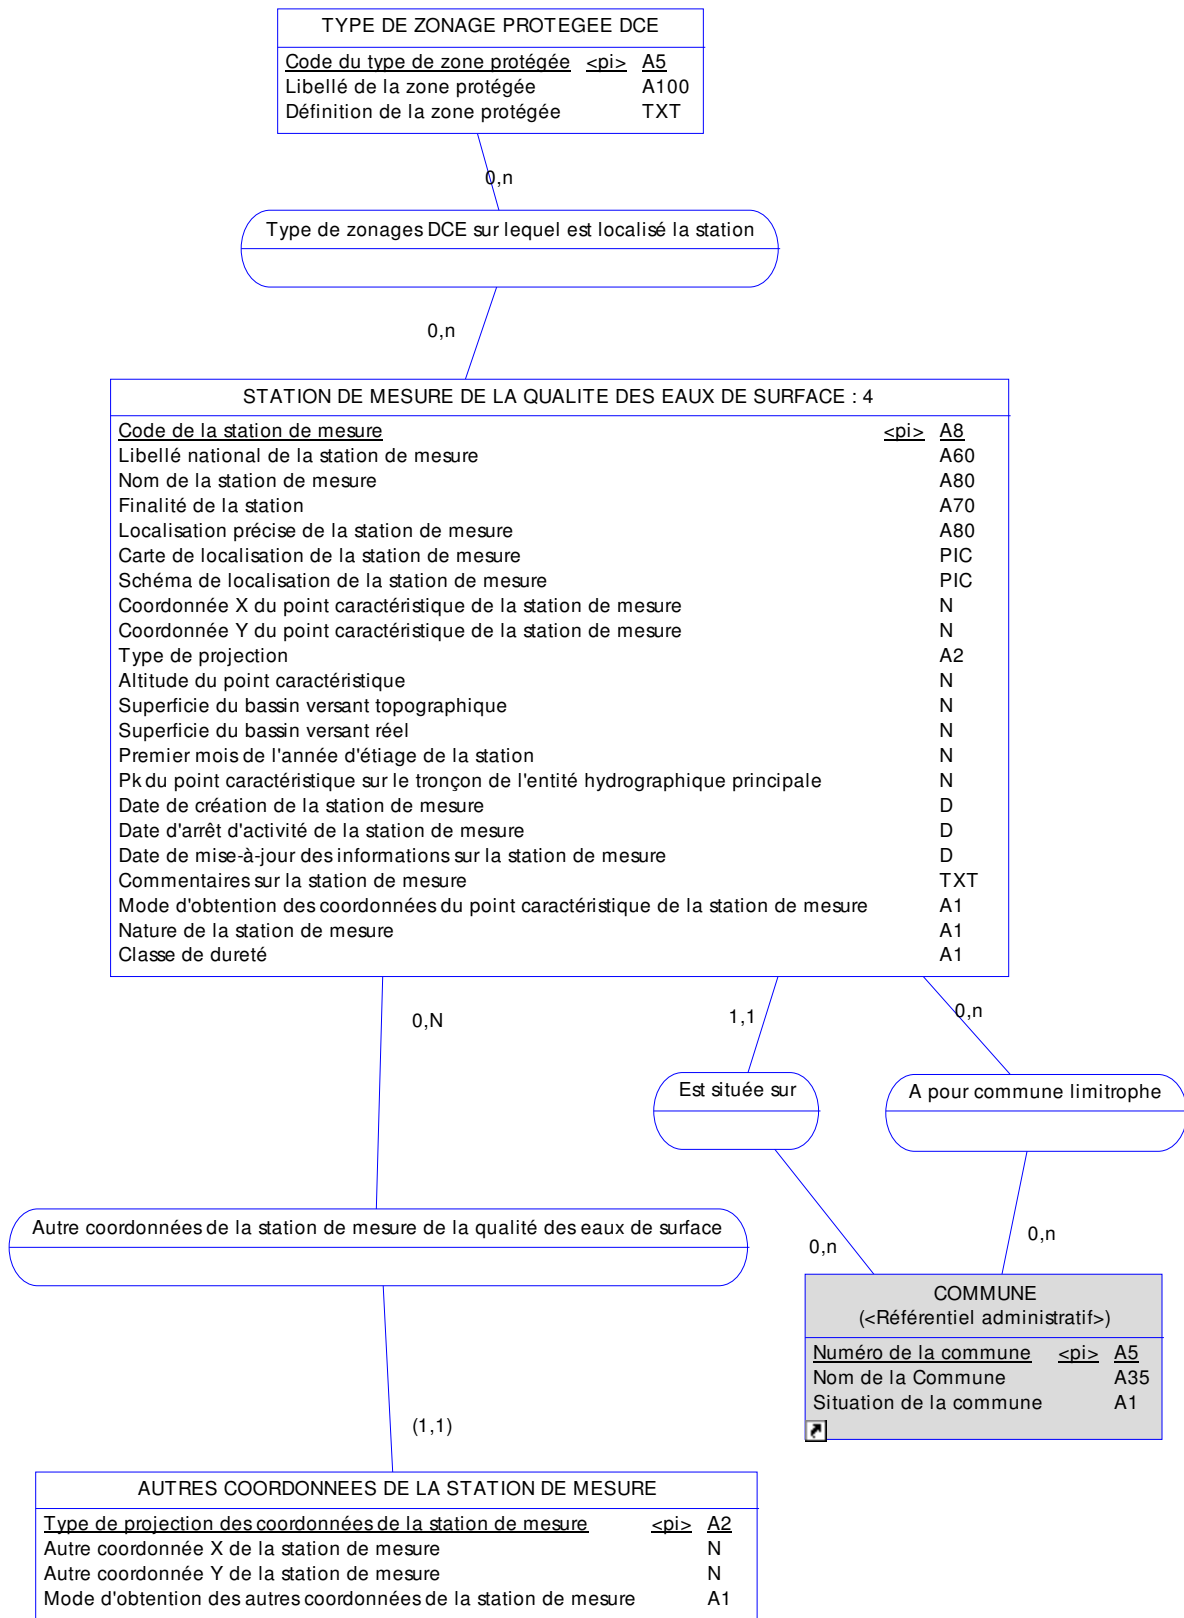 TYPE DE ZONAGE PROTEGEE DCE
Code du type de zone protégée <pi> A5
Libellé de la zone protégée A100
Définition de la zone protégée TXT
0,n
Type de zonages DCE sur lequel est localisé la station
0,n
STATION DE MESURE DE LA QUALITE DES EAUX DE SURFACE : 4
Code de la station de mesure <pi> A8
Libellé national de la station de mesure A60
Nom de la station de mesure A80
Finalité de la station A70
Localisation précise de la station de mesure A80
Carte de localisation de la station de mesure PIC
Schéma de localisation de la station de mesure PIC
Coordonnée X du point caractéristique de la station de mesure N
Coordonnée Y du point caractéristique de la station de mesure N
Type de projection A2
Altitude du point caractéristique N
Superficie du bassin versant topographique N
Superficie du bassin versant réel N
Premier mois de l'année d'étiage de la station N
Pk du point caractéristique sur le tronçon de l'entité hydrographique principale N
Date de création de la station de mesure D
Date d'arrêt d'activité de la station de mesure D
Date de mise-à-jour des informations sur la station de mesure D
Commentaires sur la station de mesure TXT
Mode d'obtention des coordonnées du point caractéristique de la station de mesure A1
Nature de la station de mesure A1
Classe de dureté A1
0,N 1,1 0,n
Est située sur
A pour commune limitrophe
Autre coordonnées de la station de mesure de la qualité des eaux de surface
0,n 0,n
COMMUNE
(<Référentiel administratif>)
Numéro de la commune <pi> A5
Nom de la Commune A35
Situation de la commune A1
(1,1)
AUTRES COORDONNEES DE LA STATION DE MESURE
Type de projection des coordonnées de la station de mesure <pi> A2
Autre coordonnée X de la station de mesure N
Autre coordonnée Y de la station de mesure N
Mode d'obtention des autres coordonnées de la station de mesure A1